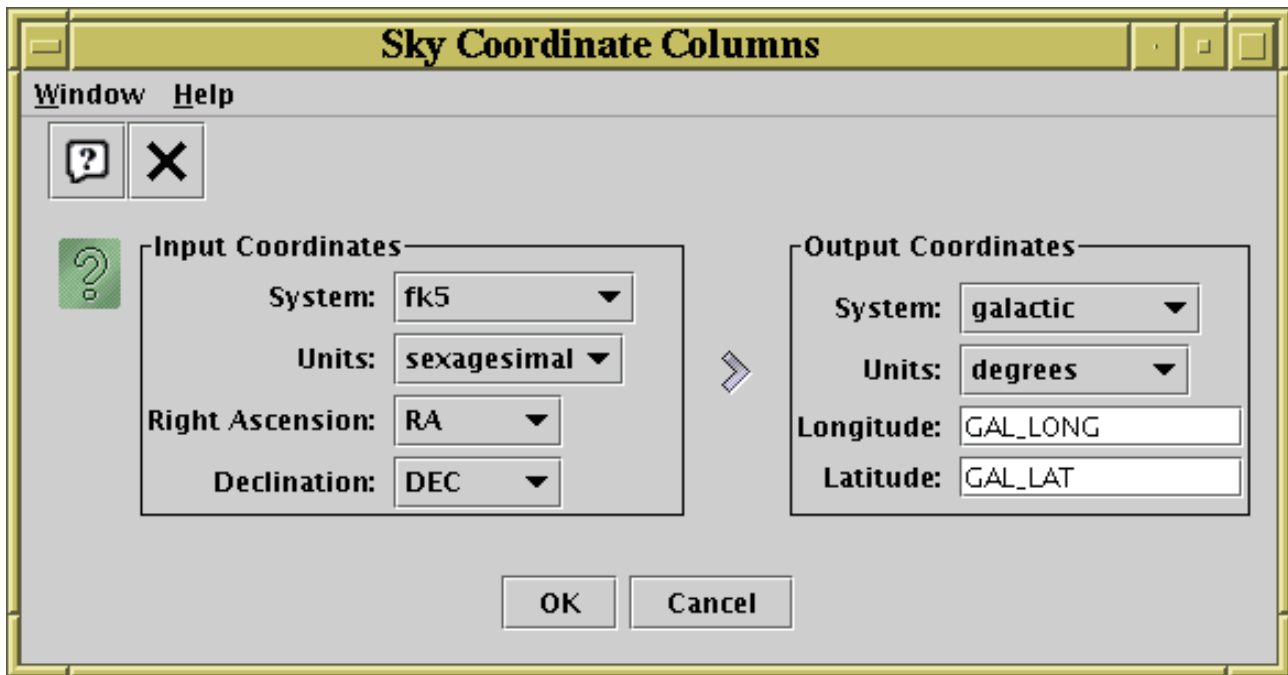 Sky Coordinate Columns
Window Help
Input Coordinates
System: fk5
Units: sexagesimal
Right Ascension: RA
Declination: DEC
Output Coordinates
System: galactic
Units: degrees
Longitude: GAL_LONG
Latitude: GAL_LAT
OK Cancel